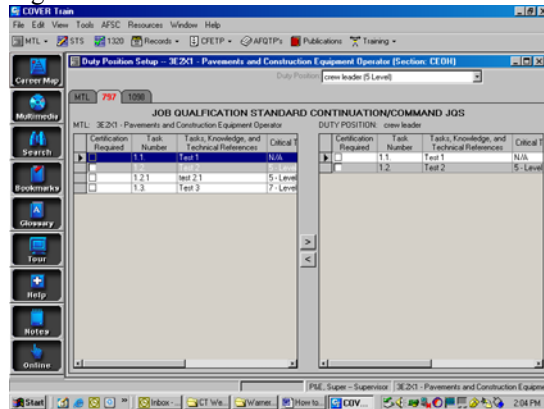 COVER Train
File Edit View Tools AFSC Resources Window Help
MTL STS 1320 Records CFETP AFQTP's Publications Training
Duty Position Setup -- 3E2X1 - Pavements and Construction Equipment Operator (Section: CEOH)
Duty Position: crew leader (5 Level)
MTL 797 1098
JOB QUALFICATION STANDARD CONTINUATION/COMMAND JQS
MTL: 3E2X1 - Pavements and Construction Equipment Operator
DUTY POSITION: crew leader
Certification Required Task Number Tasks, Knowledge, and Technical References Critical T
1.1. Test 1 N/A
1.2. Test 2 5 - Level
1.2.1 test 2.1 5 - Level
1.3. Test 3 7 - Level
> <
Certification Required Task Number Tasks, Knowledge, and Technical References Critical T
1.1. Test 1 N/A
1.2. Test 2 5 - Level
Career Map
Multimedia
Search
Bookmarks
Glossary
Tour
Help
Notes
Online
P&E, Super - Supervisor 3E2X1 - Pavements and Construction Equipme
Start Inbox -... CT We... Warne... How to... COV... 2:04 PM